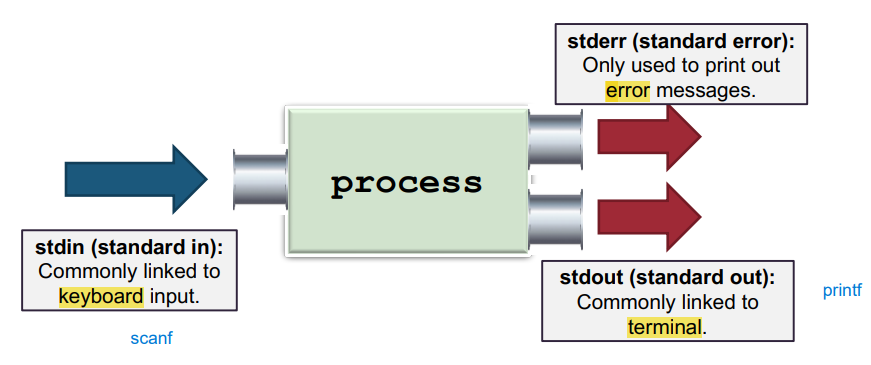 stderr (standard error):
Only used to print out
error messages.
process
stdin (standard in):
Commonly linked to
keyboard input.
scanf
stdout (standard out):
Commonly linked to
terminal.
printf